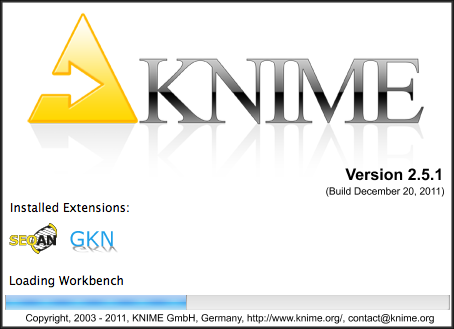 KNIME
Version 2.5.1
(Build December 20, 2011)
Installed Extensions:
SEQAN GKN
Loading Workbench
Copyright, 2003 - 2011, KNIME GmbH, Germany, http://www.knime.org/, contact@knime.org